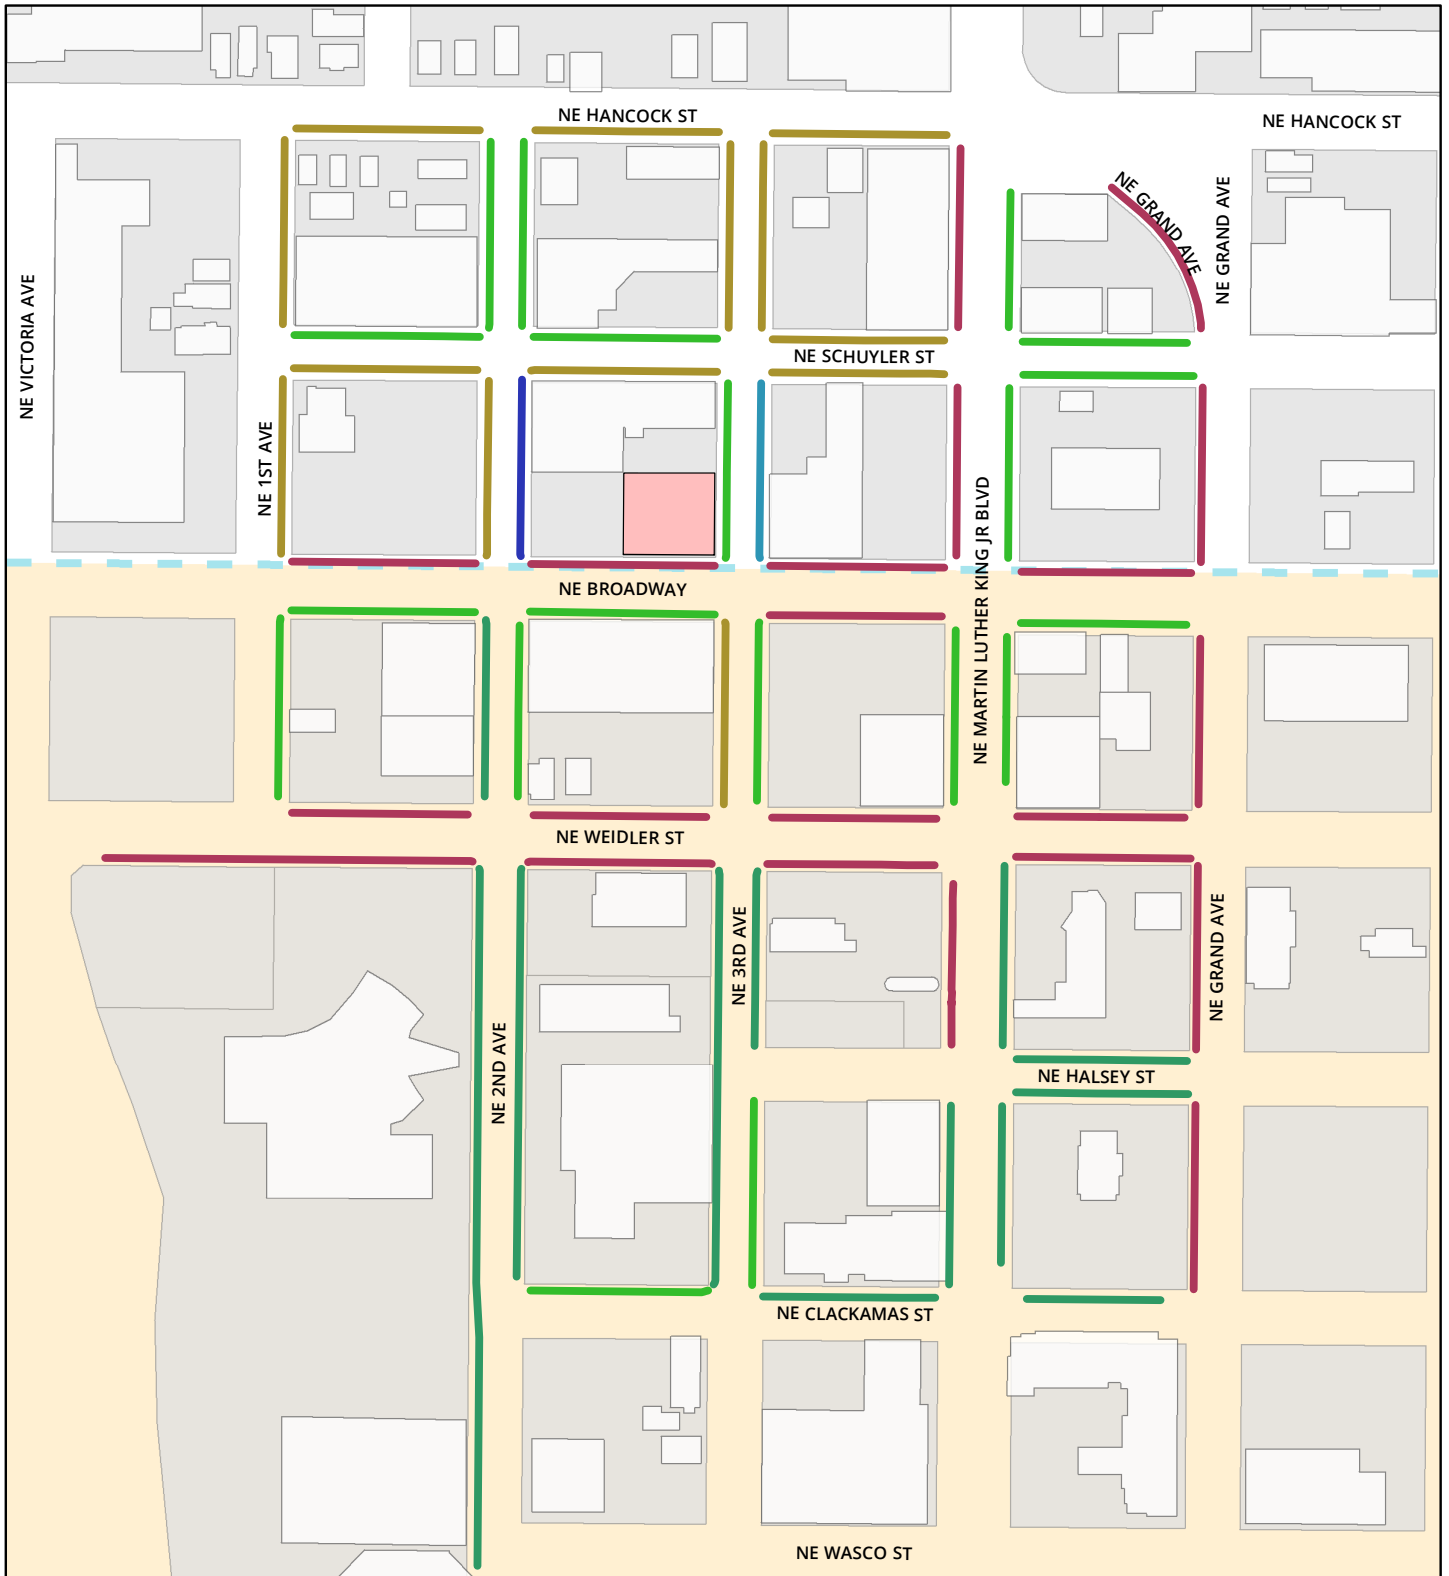 NE HANCOCK ST
NE HANCOCK ST
NE GRAND AVE
NE GRAND AVE
NE VICTORIA AVE
NE SCHUYLER ST
NE 1ST AVE
NE MARTIN LUTHER KING JR BLVD
NE BROADWAY
NE WEIDLER ST
NE 3RD AVE
NE GRAND AVE
NE 2ND AVE
NE HALSEY ST
NE CLACKAMAS ST
NE WASCO ST